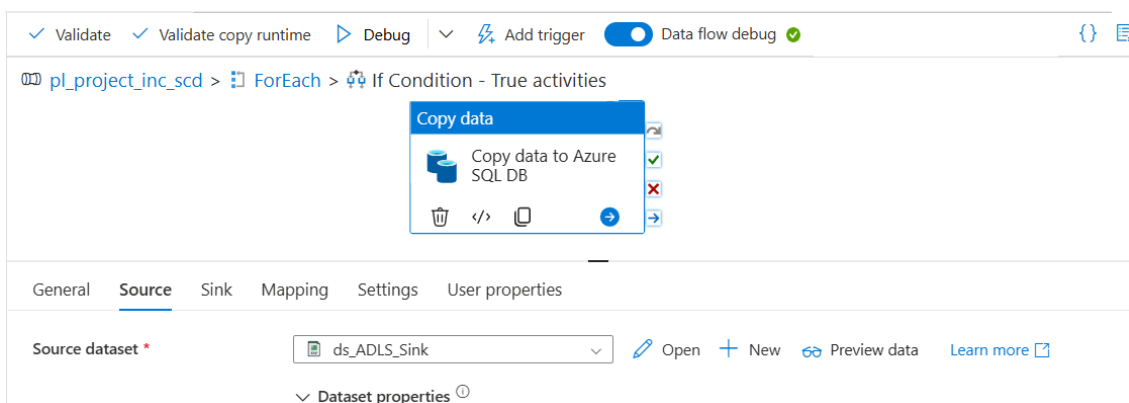 Validate Validate copy runtime Debug Add trigger Data flow debug {}
pl_project_inc_scd > ForEach > If Condition - True activities
Copy data
Copy data to Azure
SQL DB
</>
General Source Sink Mapping Settings User properties
Source dataset * ds_ADLS_Sink Open New Preview data Learn more
Dataset properties